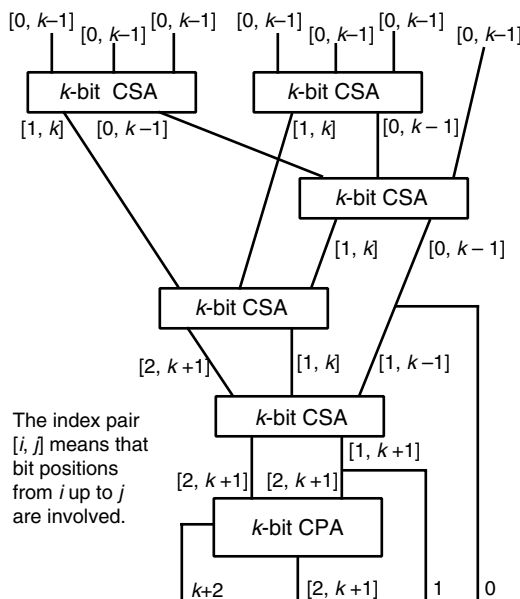 [0, k–1] [0, k–1] [0, k–1] [0, k–1] [0, k–1] [0, k–1] [0, k–1]
k-bit CSA k-bit CSA
[1, k] [0, k–1] [1, k] [0, k – 1]
k-bit CSA
[1, k] [0, k – 1]
k-bit CSA
[2, k+1] [1, k] [1, k–1]
k-bit CSA
The index pair
[i, j] means that
bit positions
from i up to j
are involved.
[1, k+1]
[2, k+1] [2, k+1]
k-bit CPA
k+2 [2, k+1] 1 0